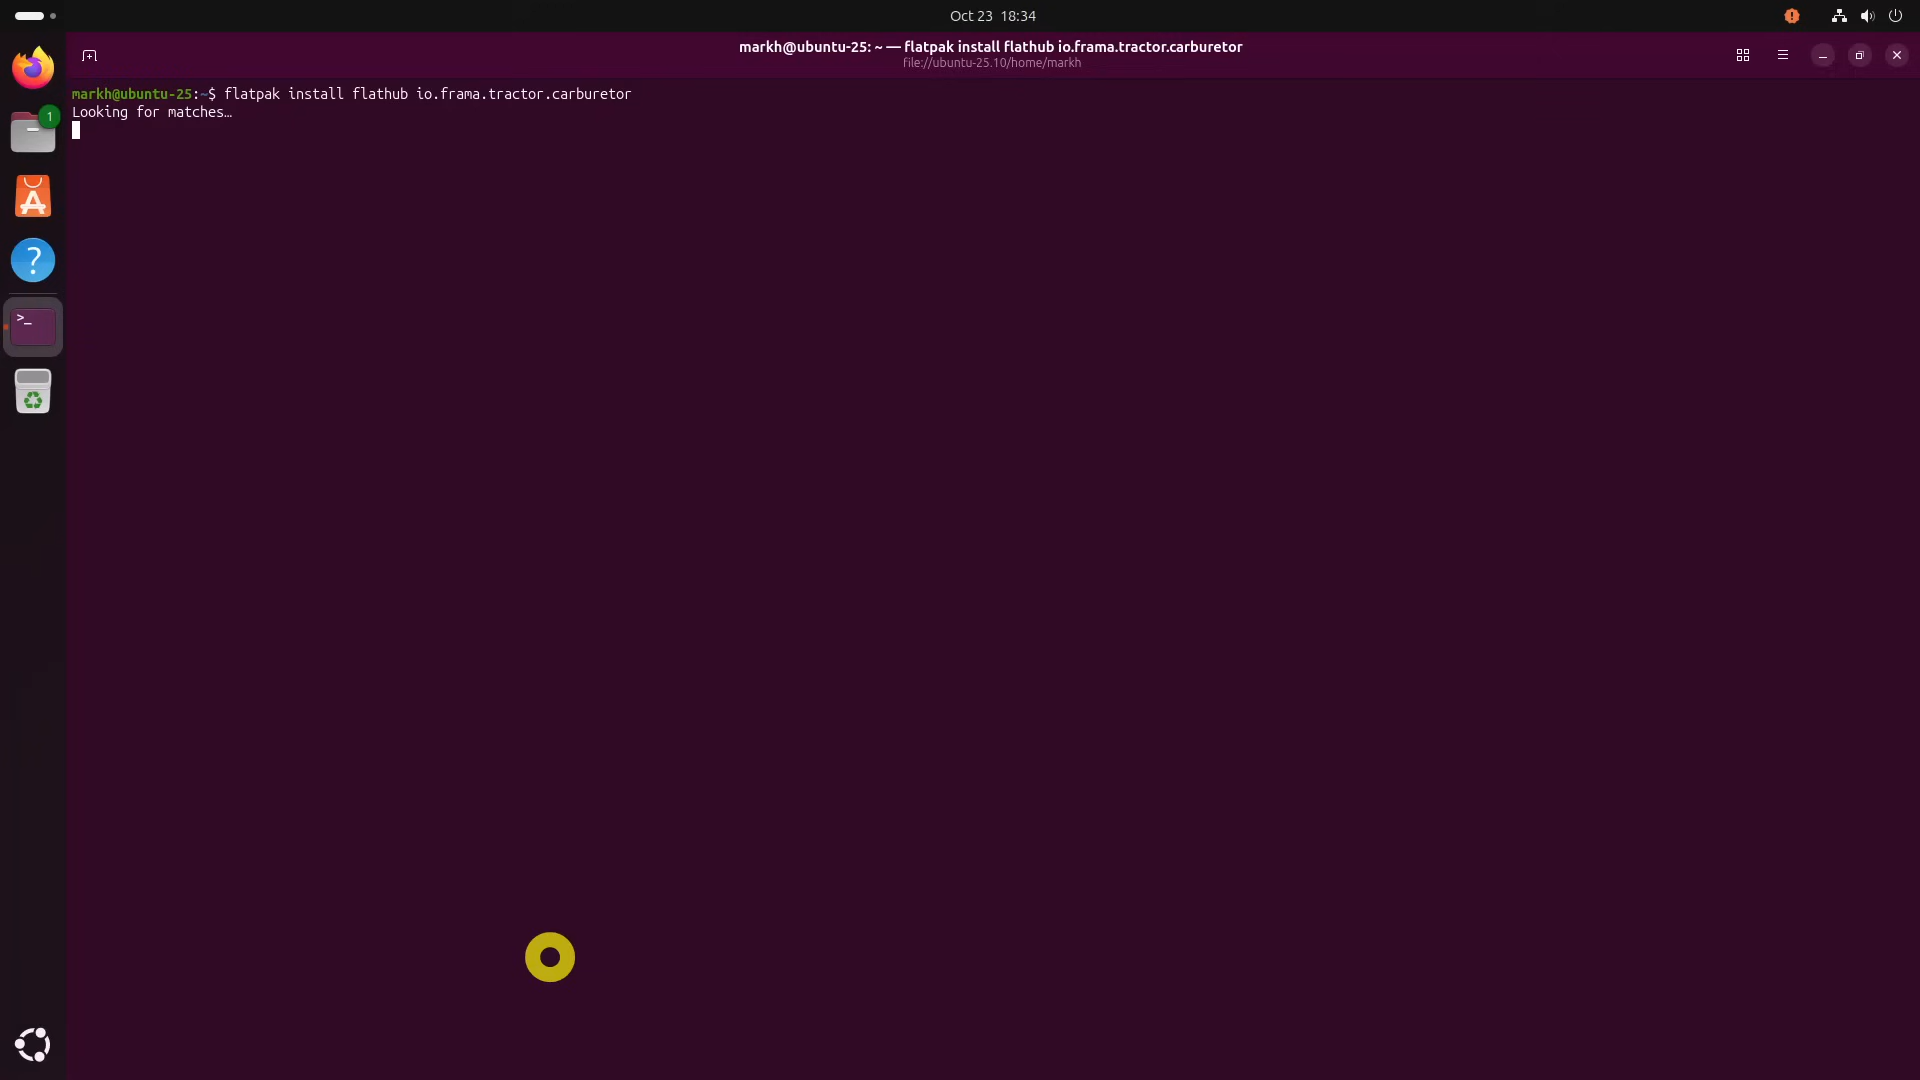 Oct 23 18:34
markh@ubuntu-25: ~ — flatpak install flathub io.frama.tractor.carburetor
file://ubuntu-25.10/home/markh
markh@ubuntu-25:~$ flatpak install flathub io.frama.tractor.carburetor
Looking for matches…
1
A
?
>_